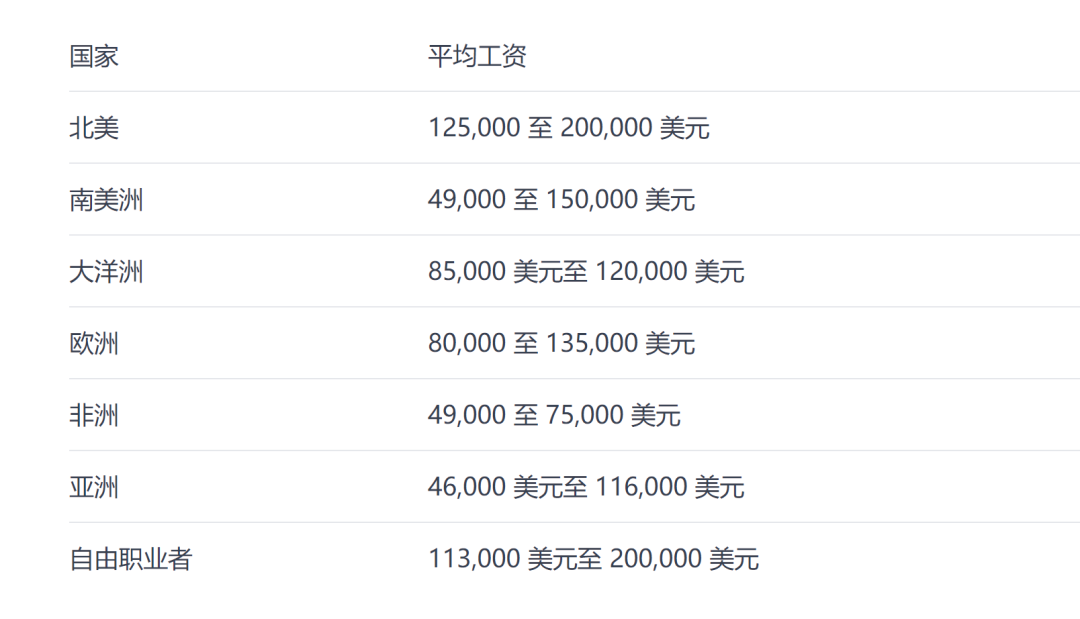 国家 平均工资
北美 125,000 至 200,000 美元
南美洲 49,000 至 150,000 美元
大洋洲 85,000 美元至 120,000 美元
欧洲 80,000 至 135,000 美元
非洲 49,000 至 75,000 美元
亚洲 46,000 美元至 116,000 美元
自由职业者 113,000 美元至 200,000 美元